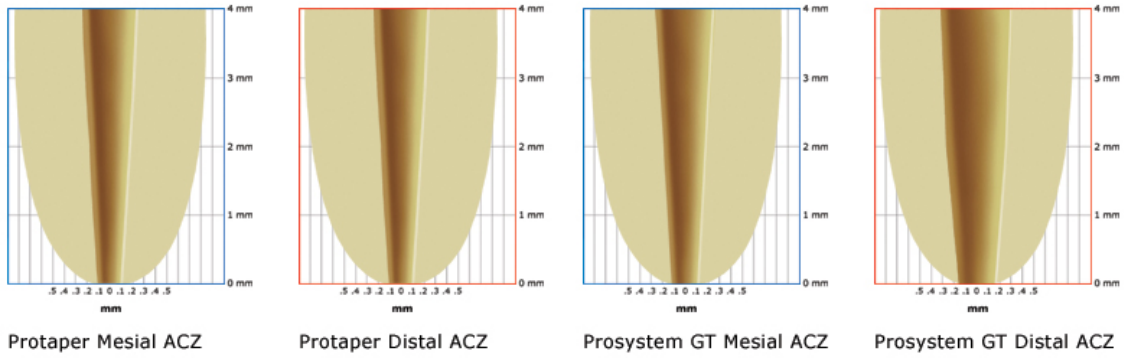 4 mm 4 mm 4 mm 4 mm
3 mm 3 mm 3 mm 3 mm
2 mm 2 mm 2 mm 2 mm
1 mm 1 mm 1 mm 1 mm
0 mm 0 mm 0 mm 0 mm
.5 .4 .3 .2 .1 0 .1 .2 .3 .4 .5 .5 .4 .3 .2 .1 0 .1 .2 .3 .4 .5 .5 .4 .3 .2 .1 0 .1 .2 .3 .4 .5 .5 .4 .3 .2 .1 0 .1 .2 .3 .4 .5
mm mm mm mm
Protaper Mesial ACZ Protaper Distal ACZ Prosystem GT Mesial ACZ Prosystem GT Distal ACZ